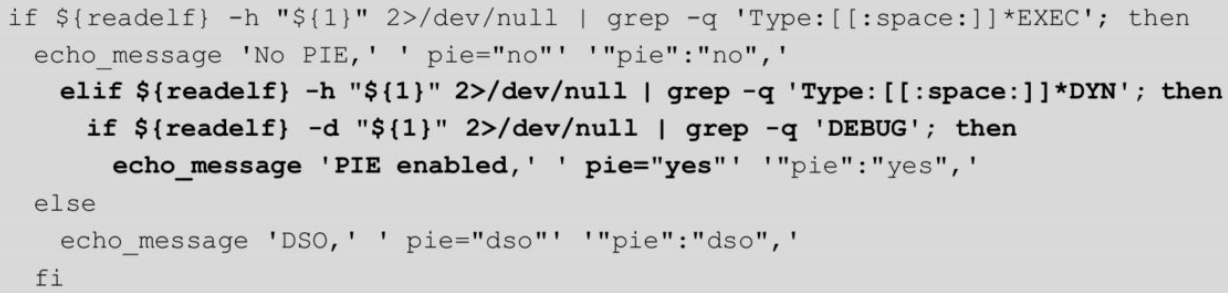 if ${readelf} -h "${1}" 2>/dev/null | grep -q 'Type:[[:space:]]*EXEC'; then
echo_message 'No PIE,' ' pie="no"' '"pie":"no",'
elif ${readelf} -h "${1}" 2>/dev/null | grep -q 'Type:[[:space:]]*DYN'; then
if ${readelf} -d "${1}" 2>/dev/null | grep -q 'DEBUG'; then
echo_message 'PIE enabled,' ' pie="yes"' '"pie":"yes",'
else
echo_message 'DSO,' ' pie="dso"' '"pie":"dso",'
fi